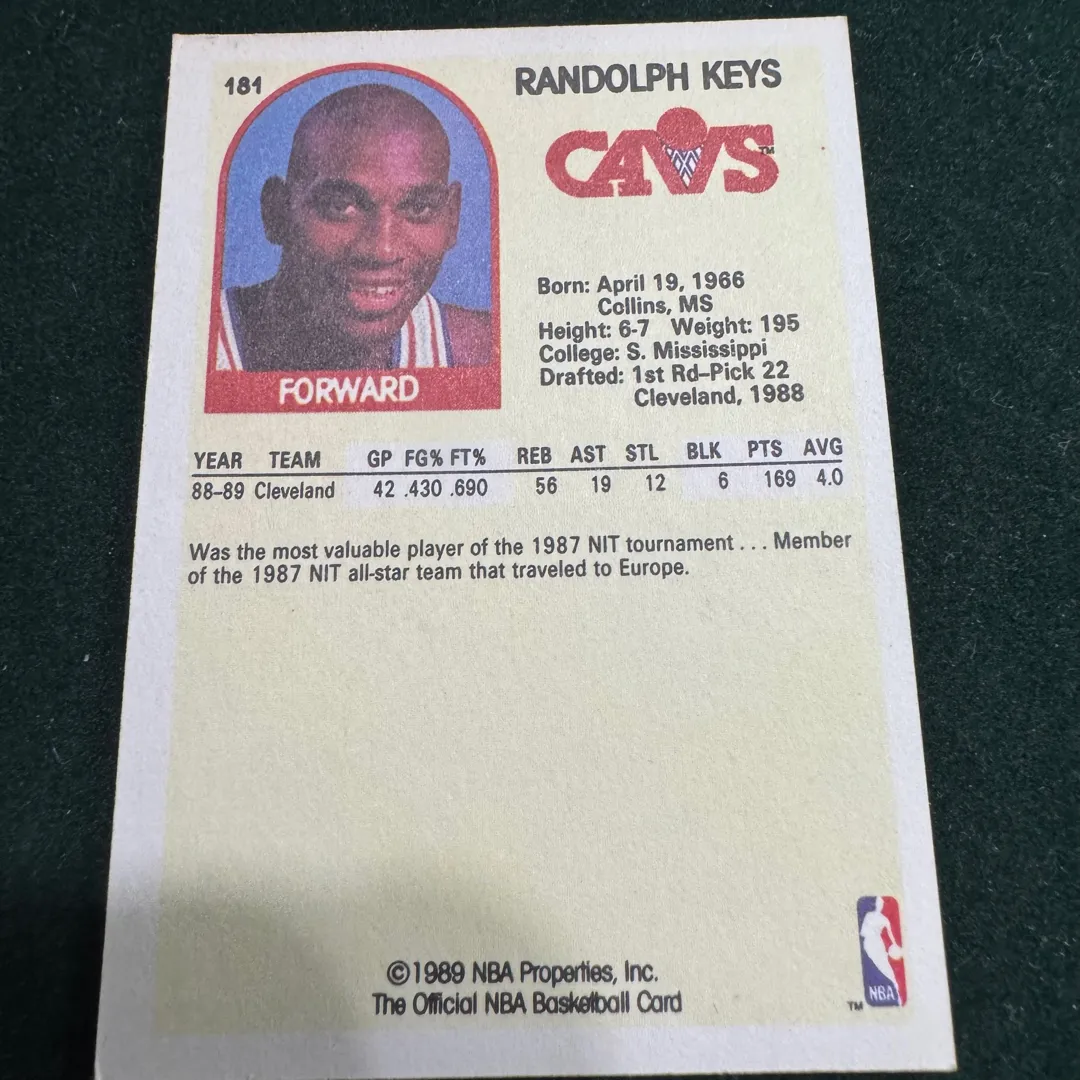 181
RANDOLPH KEYS
CAVS™
FORWARD
Born: April 19, 1966
Collins, MS
Height: 6-7 Weight: 195
College: S. Mississippi
Drafted: 1st Rd–Pick 22
Cleveland, 1988
YEAR TEAM GP FG% FT% REB AST STL BLK PTS AVG
88–89 Cleveland 42 .430 .690 56 19 12 6 169 4.0
Was the most valuable player of the 1987 NIT tournament . . . Member
of the 1987 NIT all-star team that traveled to Europe.
©1989 NBA Properties, Inc.
The Official NBA Basketball Card
™ NBA